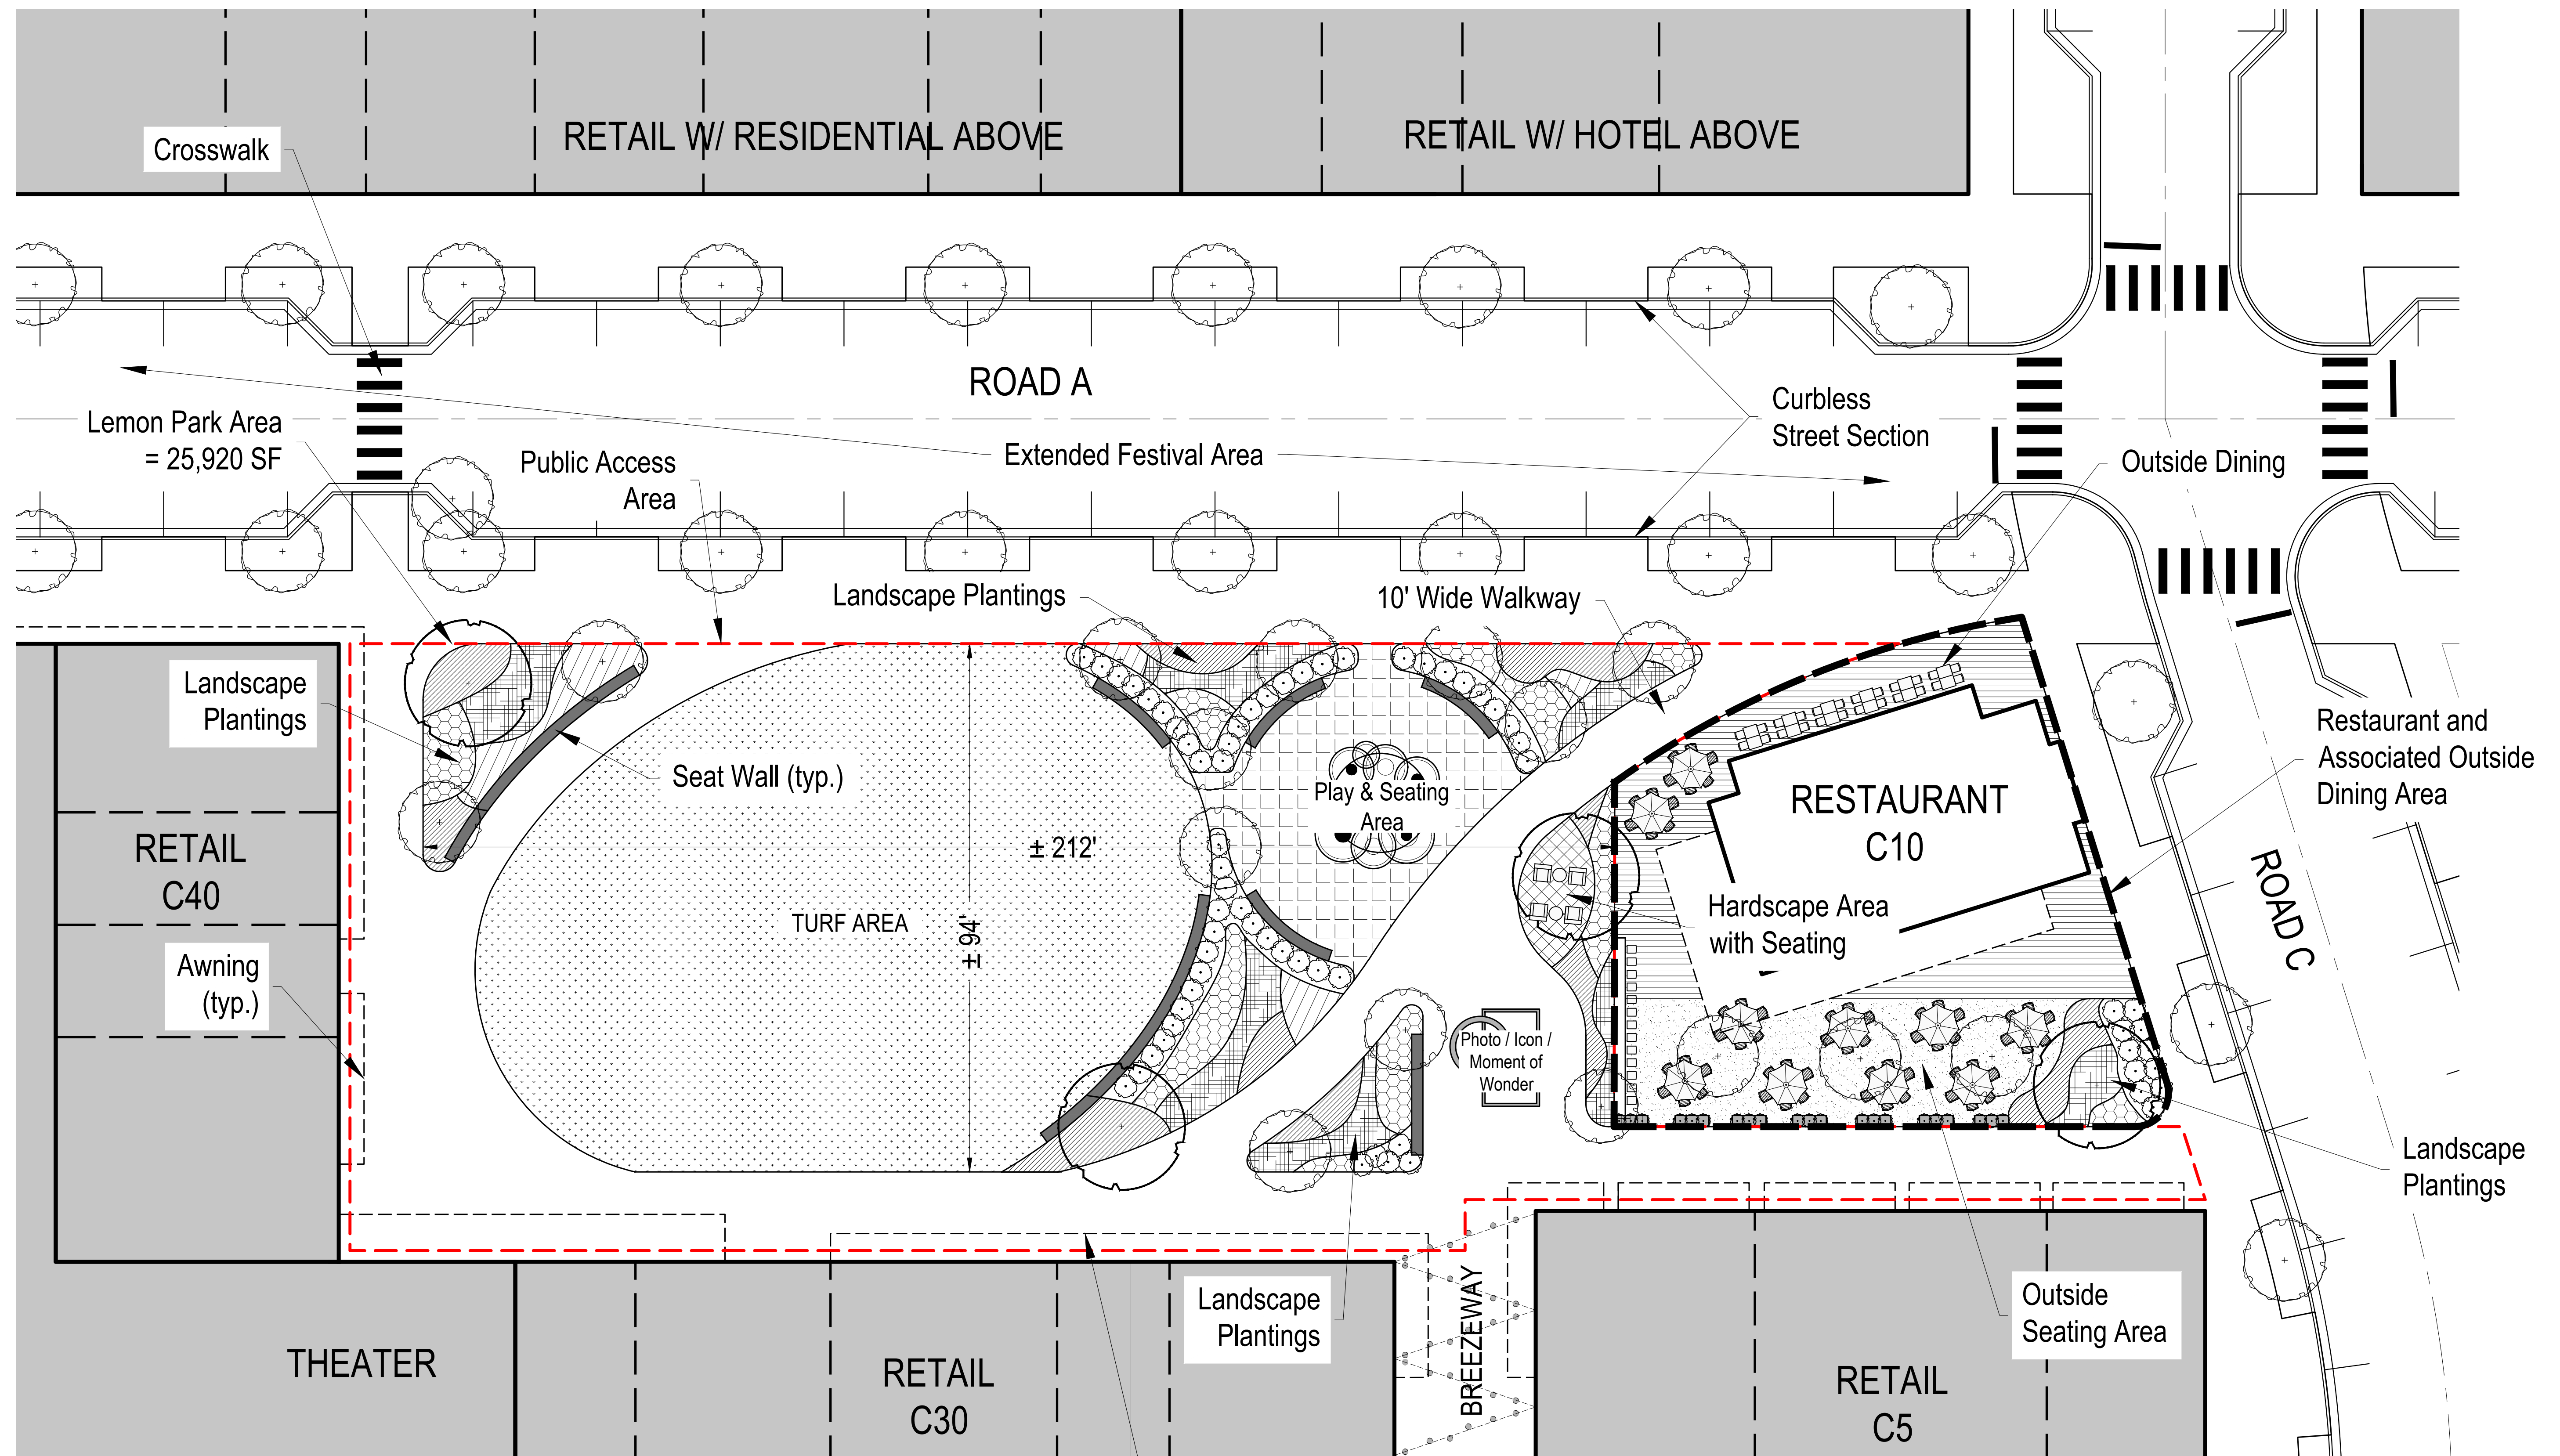 RETAIL W/ RESIDENTIAL ABOVE
RETAIL W/ HOTEL ABOVE
Crosswalk
ROAD A
Lemon Park Area
= 25,920 SF
Public Access
Area
Extended Festival Area
Curbless
Street Section
Outside Dining
Landscape Plantings
10' Wide Walkway
Landscape
Plantings
Seat Wall (typ.)
Play & Seating
Area
RESTAURANT
C10
Restaurant and
Associated Outside
Dining Area
RETAIL
C40
± 212'
± 94'
TURF AREA
Hardscape Area
with Seating
ROAD C
Awning
(typ.)
Photo / Icon /
Moment of
Wonder
Landscape
Plantings
Landscape
Plantings
Outside
Seating Area
BREEZEWAY
THEATER
RETAIL
C30
RETAIL
C5